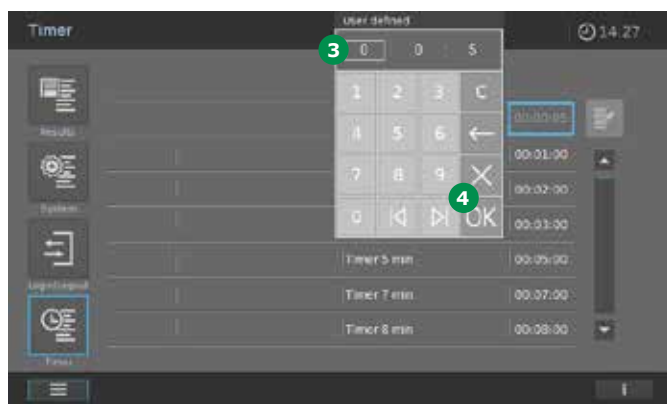 User defined
Timer
14.27
3
0 0 : 5
1 2 3 C
Results
00:00:05
4 5 6
00:01:00
7 8 9
00:02:00
System
4
0 OK
00:03:00
Timer 5 min
00:05:00
Login/Logout
Timer 7 min
00:07:00
Timer 8 min
00:08:00
Timer
i